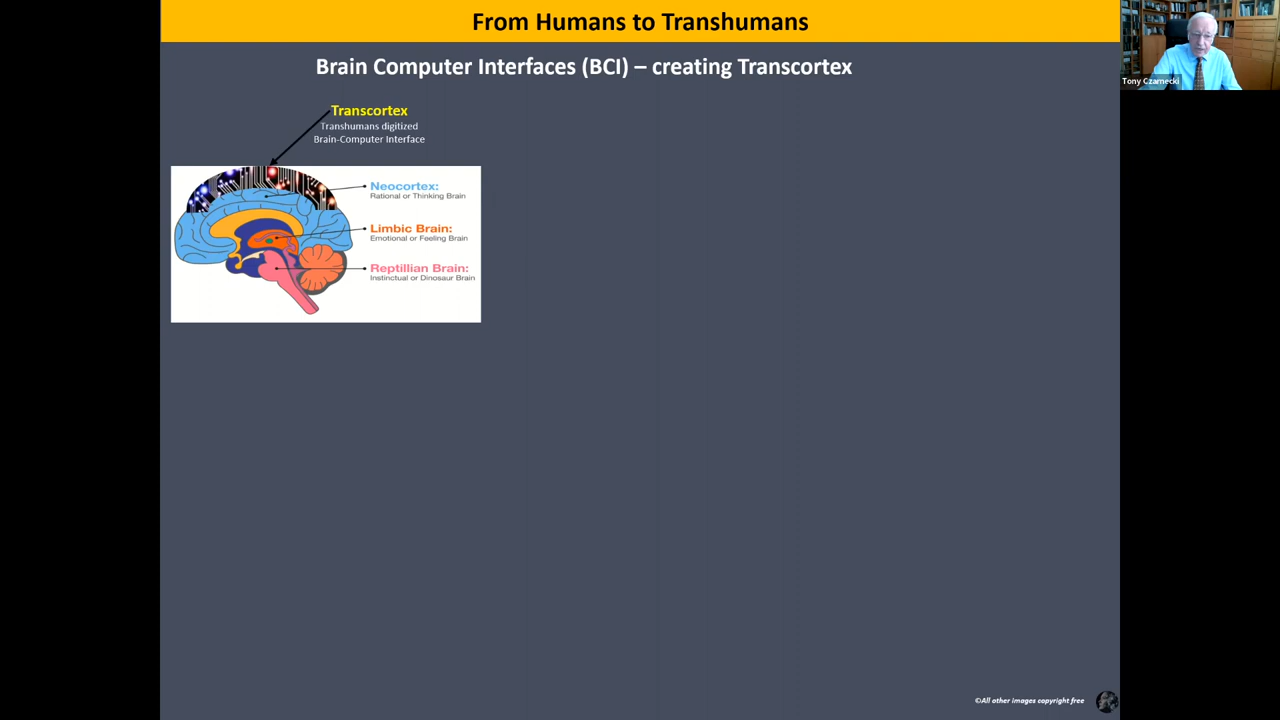 From Humans to Transhumans
Tony Czarnecki
Brain Computer Interfaces (BCI) – creating Transcortex
Transcortex
Transhumans digitized
Brain-Computer Interface
Neocortex:
Rational or Thinking Brain
Limbic Brain:
Emotional or Feeling Brain
Reptillian Brain:
Instinctual or Dinosaur Brain
©All other images copyright free